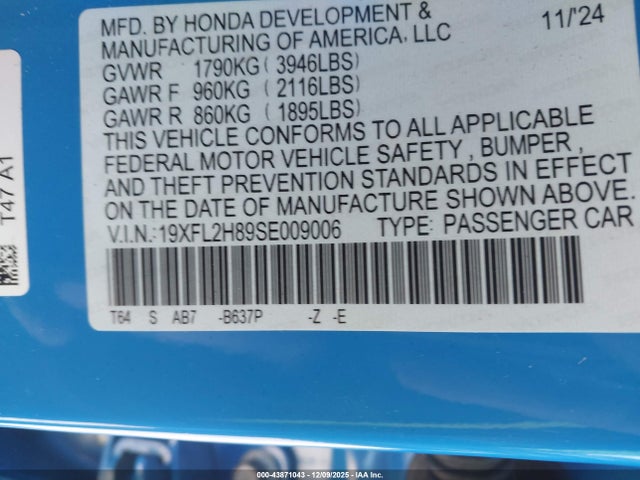 MFD. BY HONDA DEVELOPMENT & 11/'24
MANUFACTURING OF AMERICA, LLC
GVWR 1790KG ( 3946LBS)
GAWR F 960KG ( 2116LBS)
GAWR R 860KG ( 1895LBS)
THIS VEHICLE CONFORMS TO ALL APPLICABLE
FEDERAL MOTOR VEHICLE SAFETY , BUMPER ,
AND THEFT PREVENTION STANDARDS IN EFFECT
ON THE DATE OF MANUFACTURE SHOWN ABOVE.
V.I.N.:19XFL2H89SE009006 TYPE: PASSENGER CAR
T64 S AB7 -B637P -Z -E
T47 A1
00-43871043 - 12/09/2025 - IAA Inc.